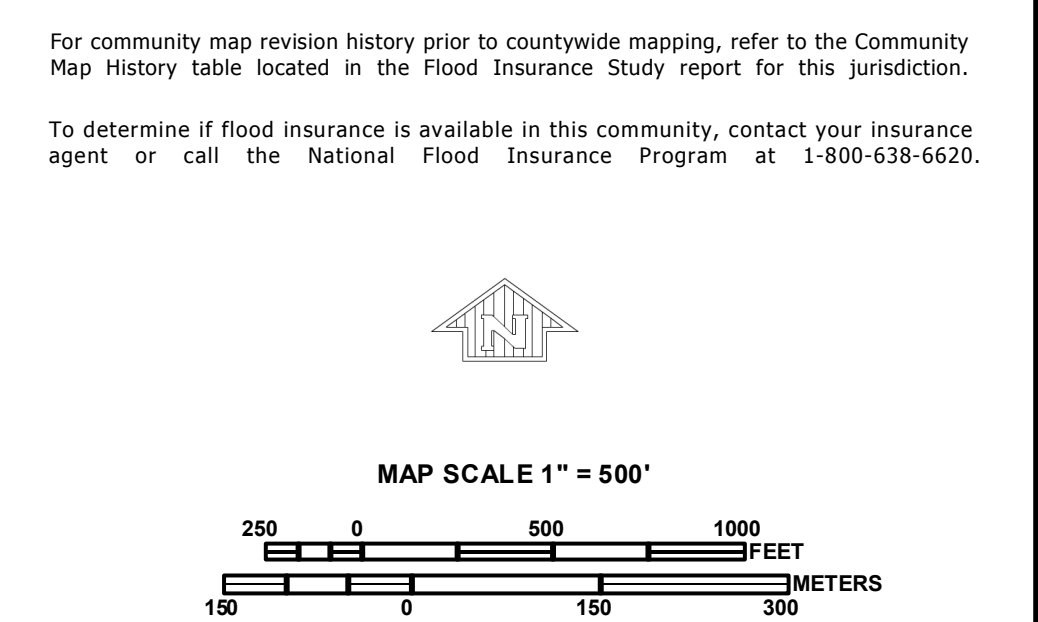 For community map revision history prior to countywide mapping, refer to the Community
Map History table located in the Flood Insurance Study report for this jurisdiction.
To determine if flood insurance is available in this community, contact your insurance
agent or call the National Flood Insurance Program at 1-800-638-6620.
N
MAP SCALE 1" = 500'
250 0 500 1000
FEET
METERS
150 0 150 300